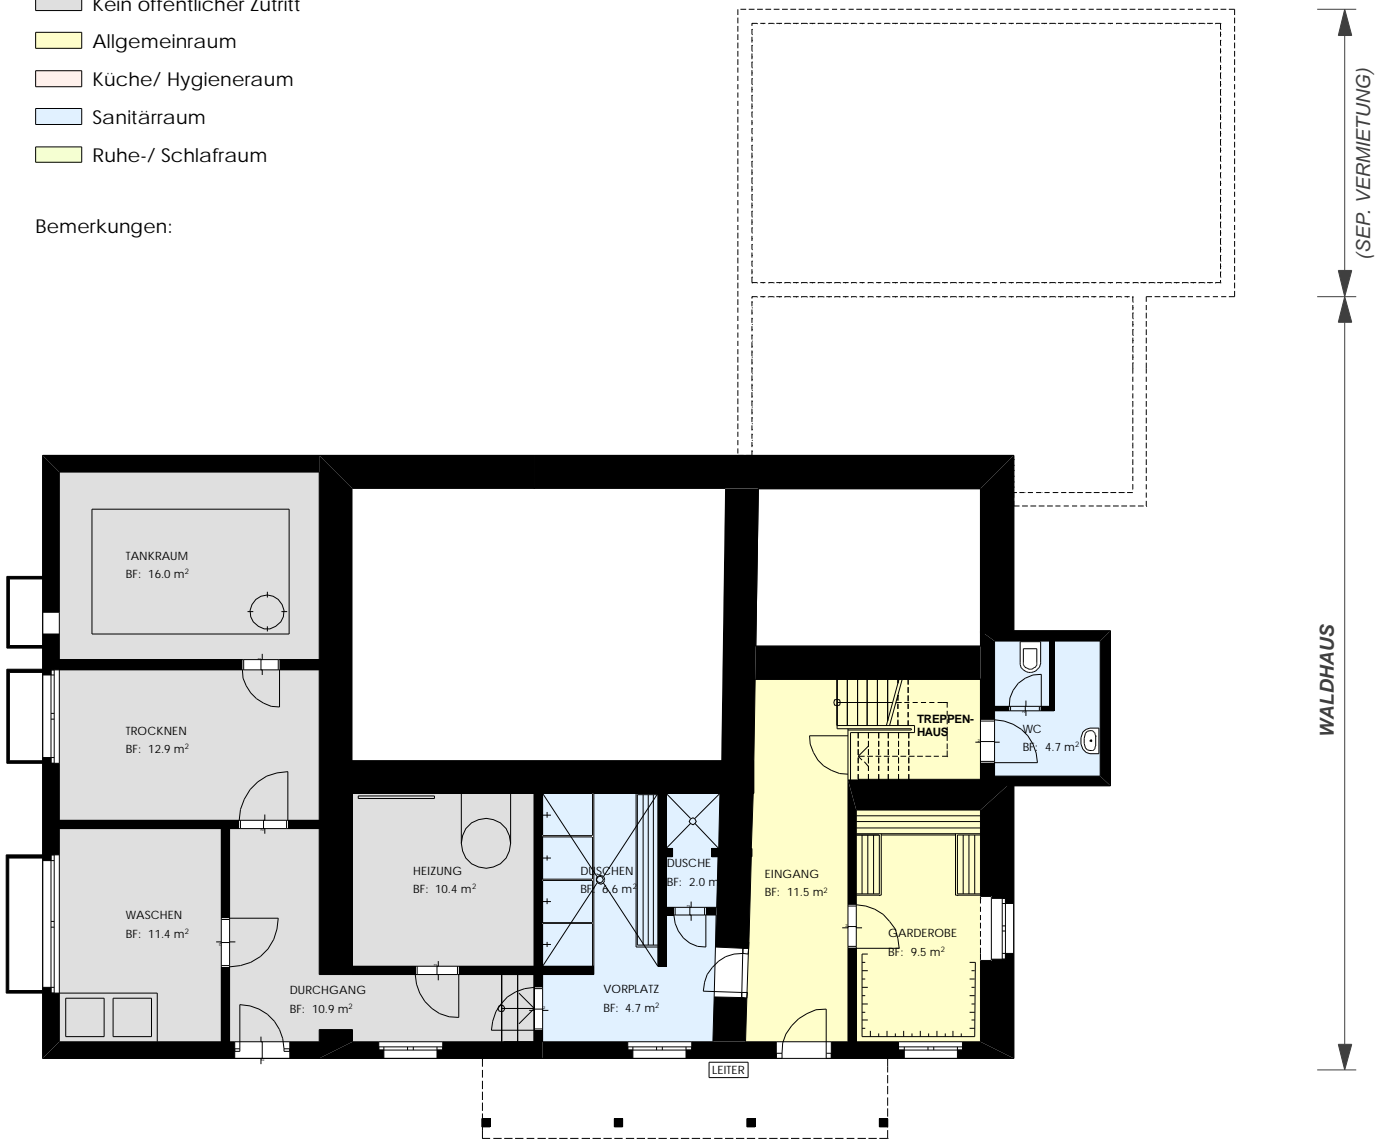 Kein öffentlicher Zutritt
Allgemeinraum
Küche/ Hygieneraum
Sanitärraum
Ruhe-/ Schlafraum
Bemerkungen:
(SEP. VERMIETUNG)
WALDHAUS
TANKRAUM
BF: 16.0 m²
TROCKNEN
BF: 12.9 m²
WASCHEN
BF: 11.4 m²
DURCHGANG
BF: 10.9 m²
HEIZUNG
BF: 10.4 m²
DUSCHEN
BF: 6.6 m²
DUSCHE
BF: 2.0 m
VORPLATZ
BF: 4.7 m²
EINGANG
BF: 11.5 m²
TREPPEN-
HAUS
WC
BF: 4.7 m²
GARDEROBE
BF: 9.5 m²
LEITER